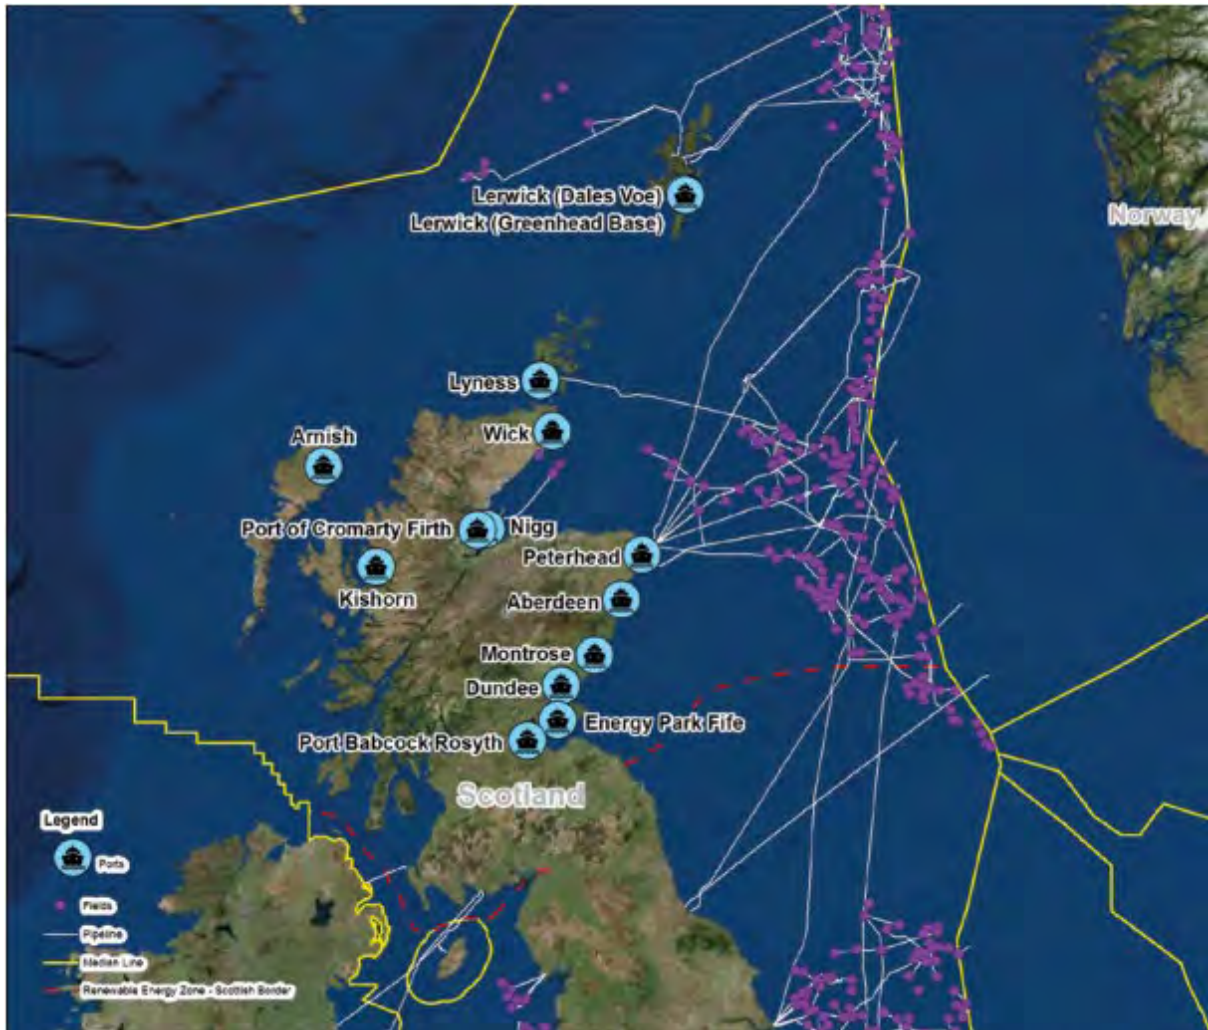 Lerwick (Dales Voe)
Norway
Lerwick (Greenhead Base)
Lyness
Wick
Arnish
Port of Cromarty Firth
Nigg
Peterhead
Kishorn
Aberdeen
Montrose
Dundee
Energy Park Fife
Port Babcock Rosyth
Scotland
Legend
Ports
Fields
Pipeline
Median Line
Renewable Energy Zone - Scottish Border